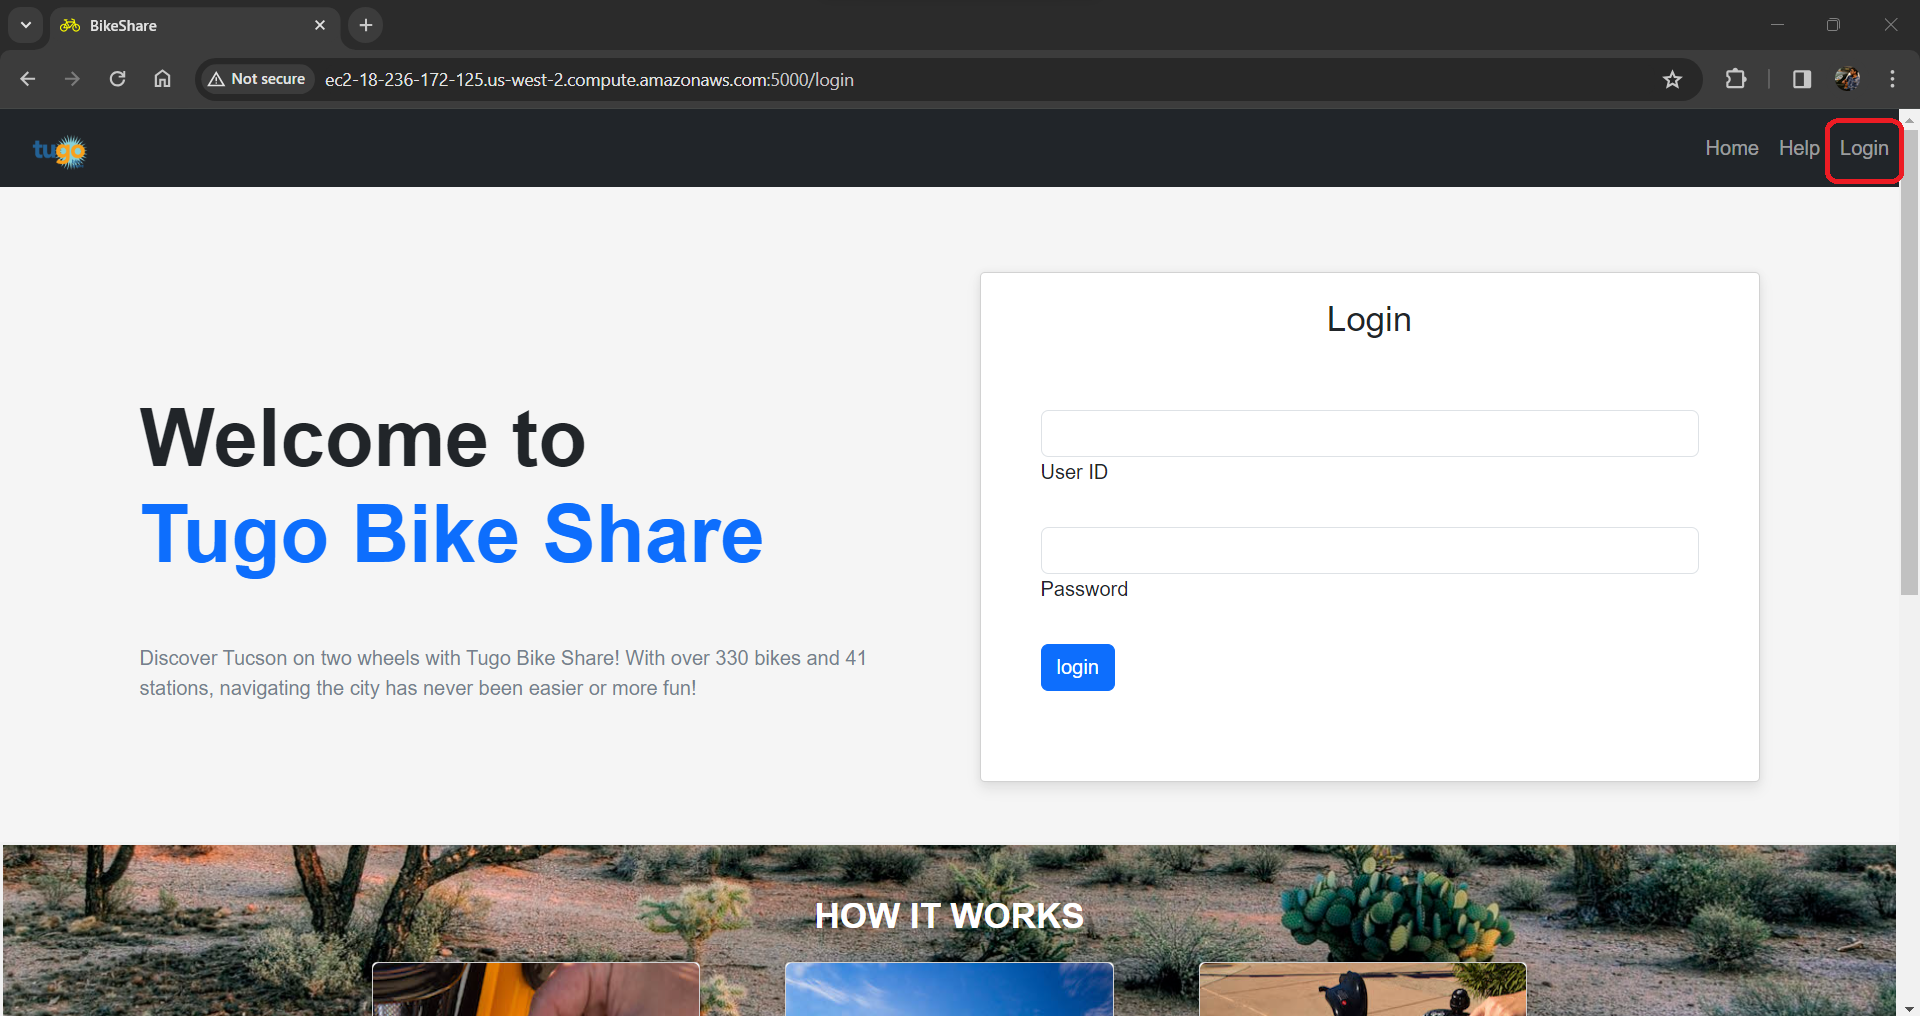 BikeShare
Not secure
ec2-18-236-172-125.us-west-2.compute.amazonaws.com:5000/login
tugo
Home
Help
Login
Welcome to
Tugo Bike Share
Discover Tucson on two wheels with Tugo Bike Share! With over 330 bikes and 41
stations, navigating the city has never been easier or more fun!
Login
User ID
Password
login
HOW IT WORKS